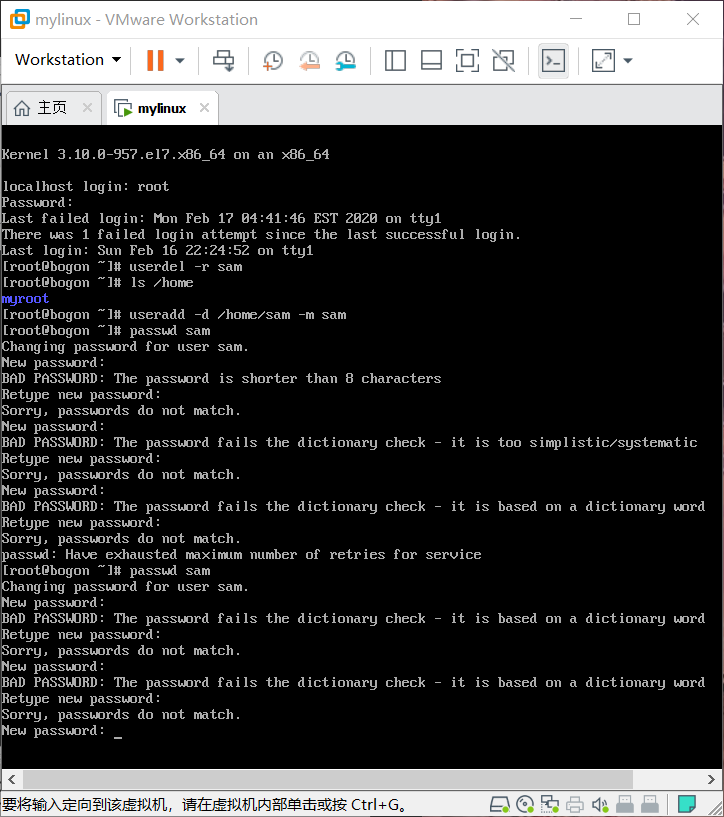 mylinux - VMware Workstation
Workstation
主页
mylinux
Kernel 3.10.0-957.el7.x86_64 on an x86_64
localhost login: root
Password:
Last failed login: Mon Feb 17 04:41:46 EST 2020 on tty1
There was 1 failed login attempt since the last successful login.
Last login: Sun Feb 16 22:24:52 on tty1
[root@bogon ~]# userdel -r sam
[root@bogon ~]# ls /home
myroot
[root@bogon ~]# useradd -d /home/sam -m sam
[root@bogon ~]# passwd sam
Changing password for user sam.
New password:
BAD PASSWORD: The password is shorter than 8 characters
Retype new password:
Sorry, passwords do not match.
New password:
BAD PASSWORD: The password fails the dictionary check - it is too simplistic/systematic
Retype new password:
Sorry, passwords do not match.
New password:
BAD PASSWORD: The password fails the dictionary check - it is based on a dictionary word
Retype new password:
Sorry, passwords do not match.
passwd: Have exhausted maximum number of retries for service
[root@bogon ~]# passwd sam
Changing password for user sam.
New password:
BAD PASSWORD: The password fails the dictionary check - it is based on a dictionary word
Retype new password:
Sorry, passwords do not match.
New password:
BAD PASSWORD: The password fails the dictionary check - it is based on a dictionary word
Retype new password:
Sorry, passwords do not match.
New password: _
要将输入定向到该虚拟机，请在虚拟机内部单击或按 Ctrl+G。